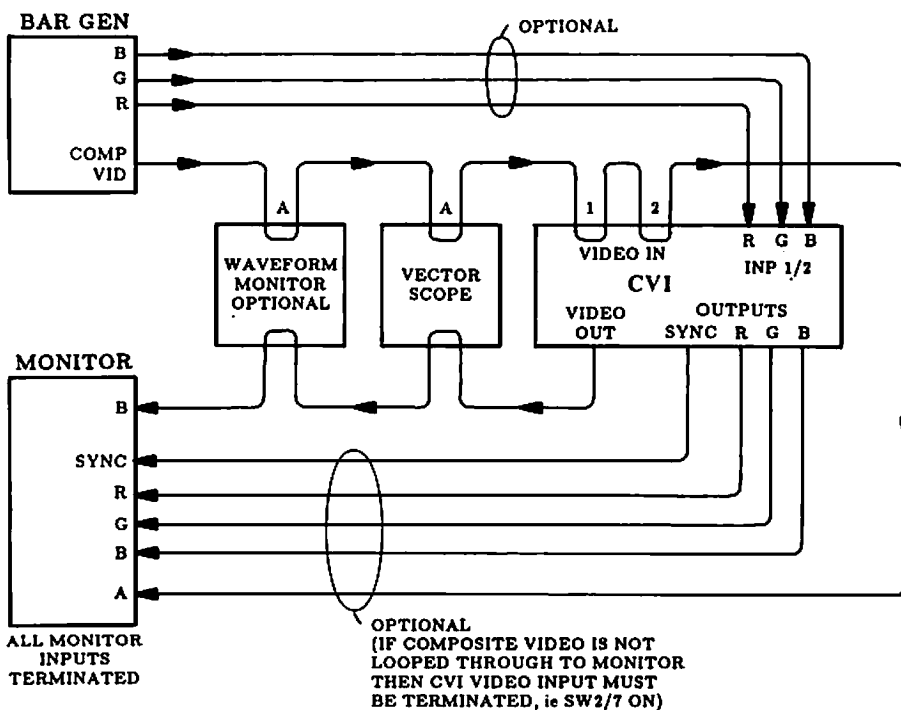 BAR GEN
B
G
R
COMP
VID
OPTIONAL
A
A
1
2
R G B
VIDEO IN
INP 1/2
CVI
WAVEFORM
MONITOR
OPTIONAL
VECTOR
SCOPE
VIDEO
OUT
OUTPUTS
SYNC R G B
MONITOR
B
SYNC
R
G
B
A
ALL MONITOR
INPUTS
TERMINATED
OPTIONAL
(IF COMPOSITE VIDEO IS NOT
LOOPED THROUGH TO MONITOR
THEN CVI VIDEO INPUT MUST
BE TERMINATED, ie SW2/7 ON)